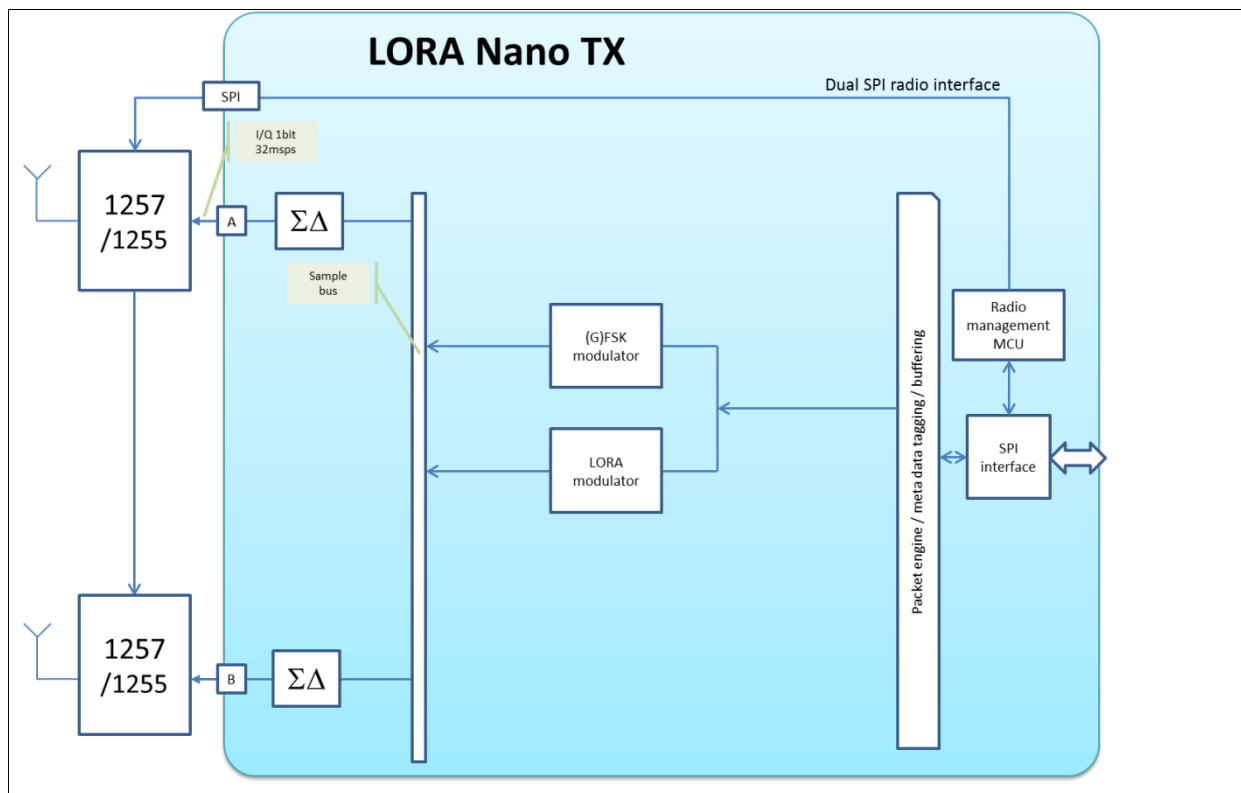 LORA Nano TX
Dual SPI radio interface
SPI
I/Q 1bit
32msps
1257
/1255
A
ΣΔ
Sample
bus
(G)FSK
modulator
LORA
modulator
Packet engine / meta data tagging / buffering
Radio
management
MCU
SPI
interface
1257
/1255
B
ΣΔ